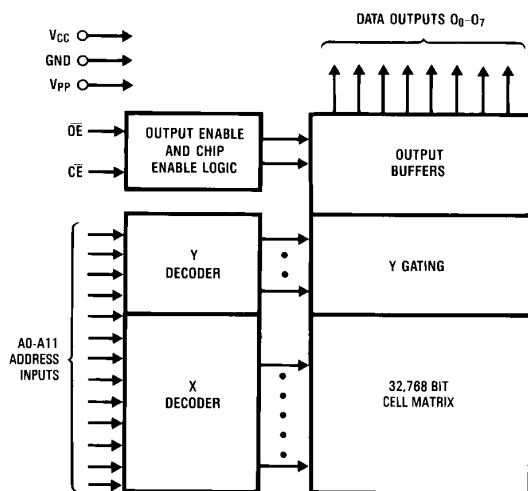 DATA OUTPUTS O₀–O₇
VCC
GND
VPP
OE
CE
OUTPUT ENABLE
AND CHIP
ENABLE LOGIC
OUTPUT
BUFFERS
Y
DECODER
Y GATING
A0-A11
ADDRESS
INPUTS
X
DECODER
32,768 BIT
CELL MATRIX